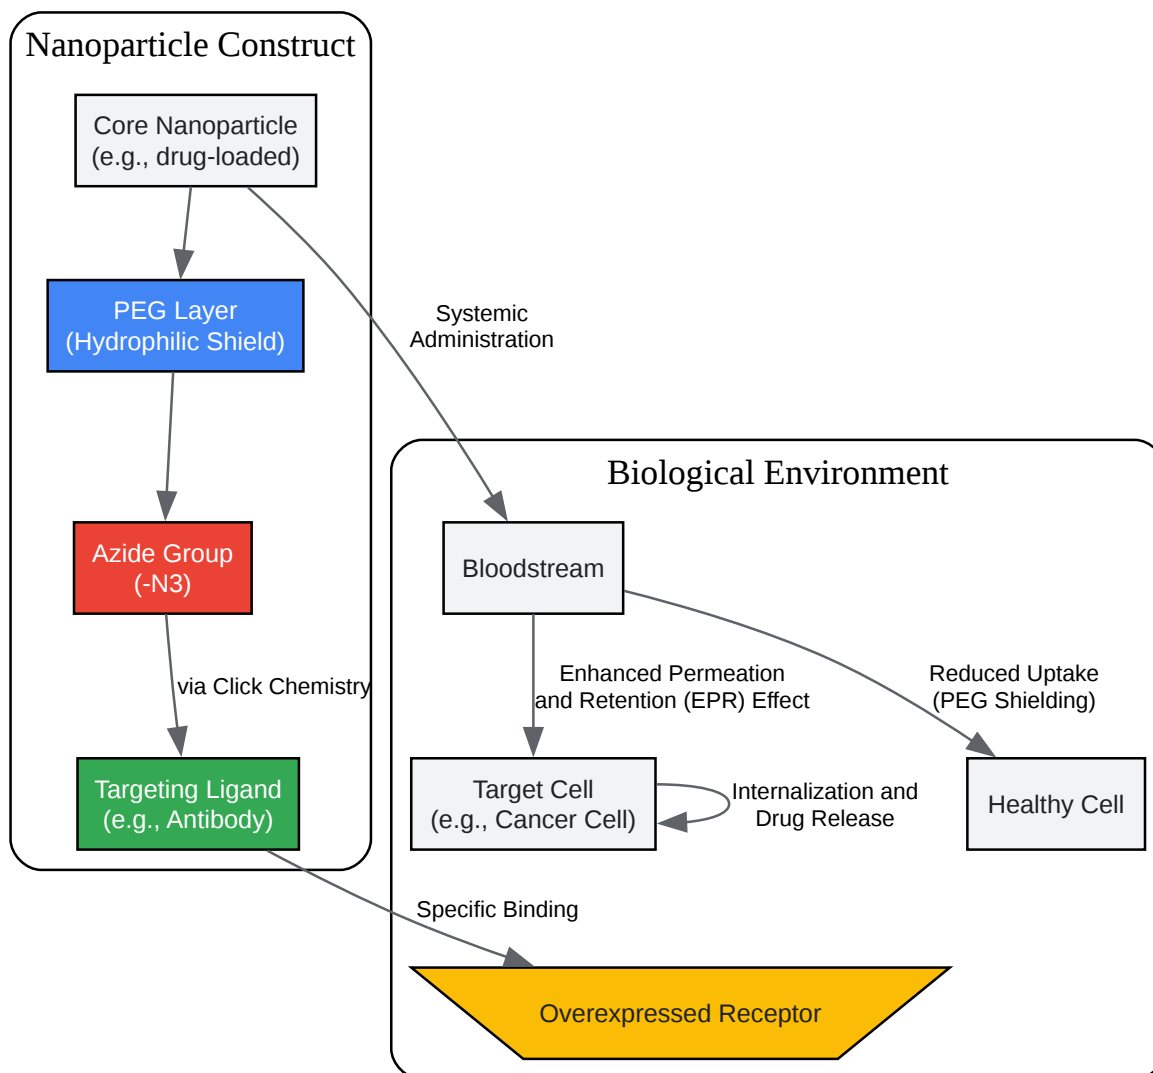 Nanoparticle Construct
Core Nanoparticle
(e.g., drug-loaded)
PEG Layer
(Hydrophilic Shield)
Systemic
Administration
Biological Environment
Azide Group
(-N3)
Bloodstream
via Click Chemistry
Enhanced Permeation
and Retention (EPR) Effect
Reduced Uptake
(PEG Shielding)
Targeting Ligand
(e.g., Antibody)
Target Cell
(e.g., Cancer Cell)
Internalization and
Drug Release
Healthy Cell
Specific Binding
Overexpressed Receptor